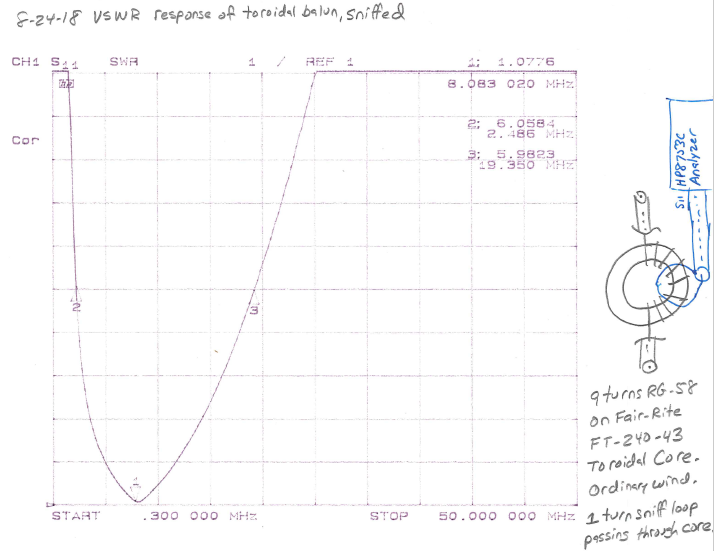 8-24-18 VSWR response of toroidal balun, sniffed
CH1 S11 SWR 1 / REF 1 1; 1.0776
8.083 020 MHz
2; 6.0584
2.486 MHz
Cor
3; 5.9823
19.350 MHz
S11 HP8753C
Analyzer
2
3
1
9 turns RG-58
on Fair-Rite
FT-240-43
Toroidal Core.
Ordinary wind.
1 turn sniff loop
passing through core.
START .300 000 MHz STOP 50.000 000 MHz